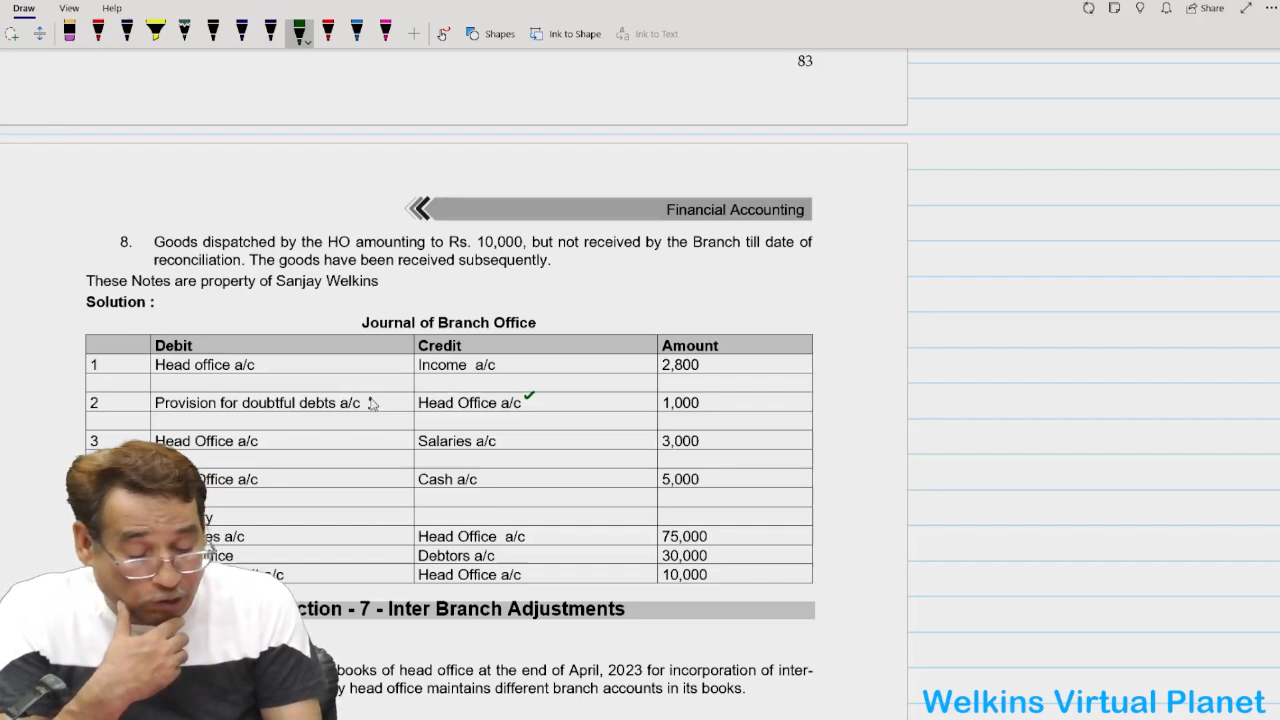 Draw View Help
Shapes Ink to Shape Ink to Text Share
83
Financial Accounting
8. Goods dispatched by the HO amounting to Rs. 10,000, but not received by the Branch till date of
reconciliation. The goods have been received subsequently.
These Notes are property of Sanjay Welkins
Solution :
Journal of Branch Office
Debit Credit Amount
1 Head office a/c Income a/c 2,800
2 Provision for doubtful debts a/c Head Office a/c 1,000
3 Head Office a/c Salaries a/c 3,000
Office a/c Cash a/c 5,000
ry
es a/c Head Office a/c 75,000
Debtors a/c 30,000
a/c Head Office a/c 10,000
ction - 7 - Inter Branch Adjustments
books of head office at the end of April, 2023 for incorporation of inter-
head office maintains different branch accounts in its books.
Welkins Virtual Planet